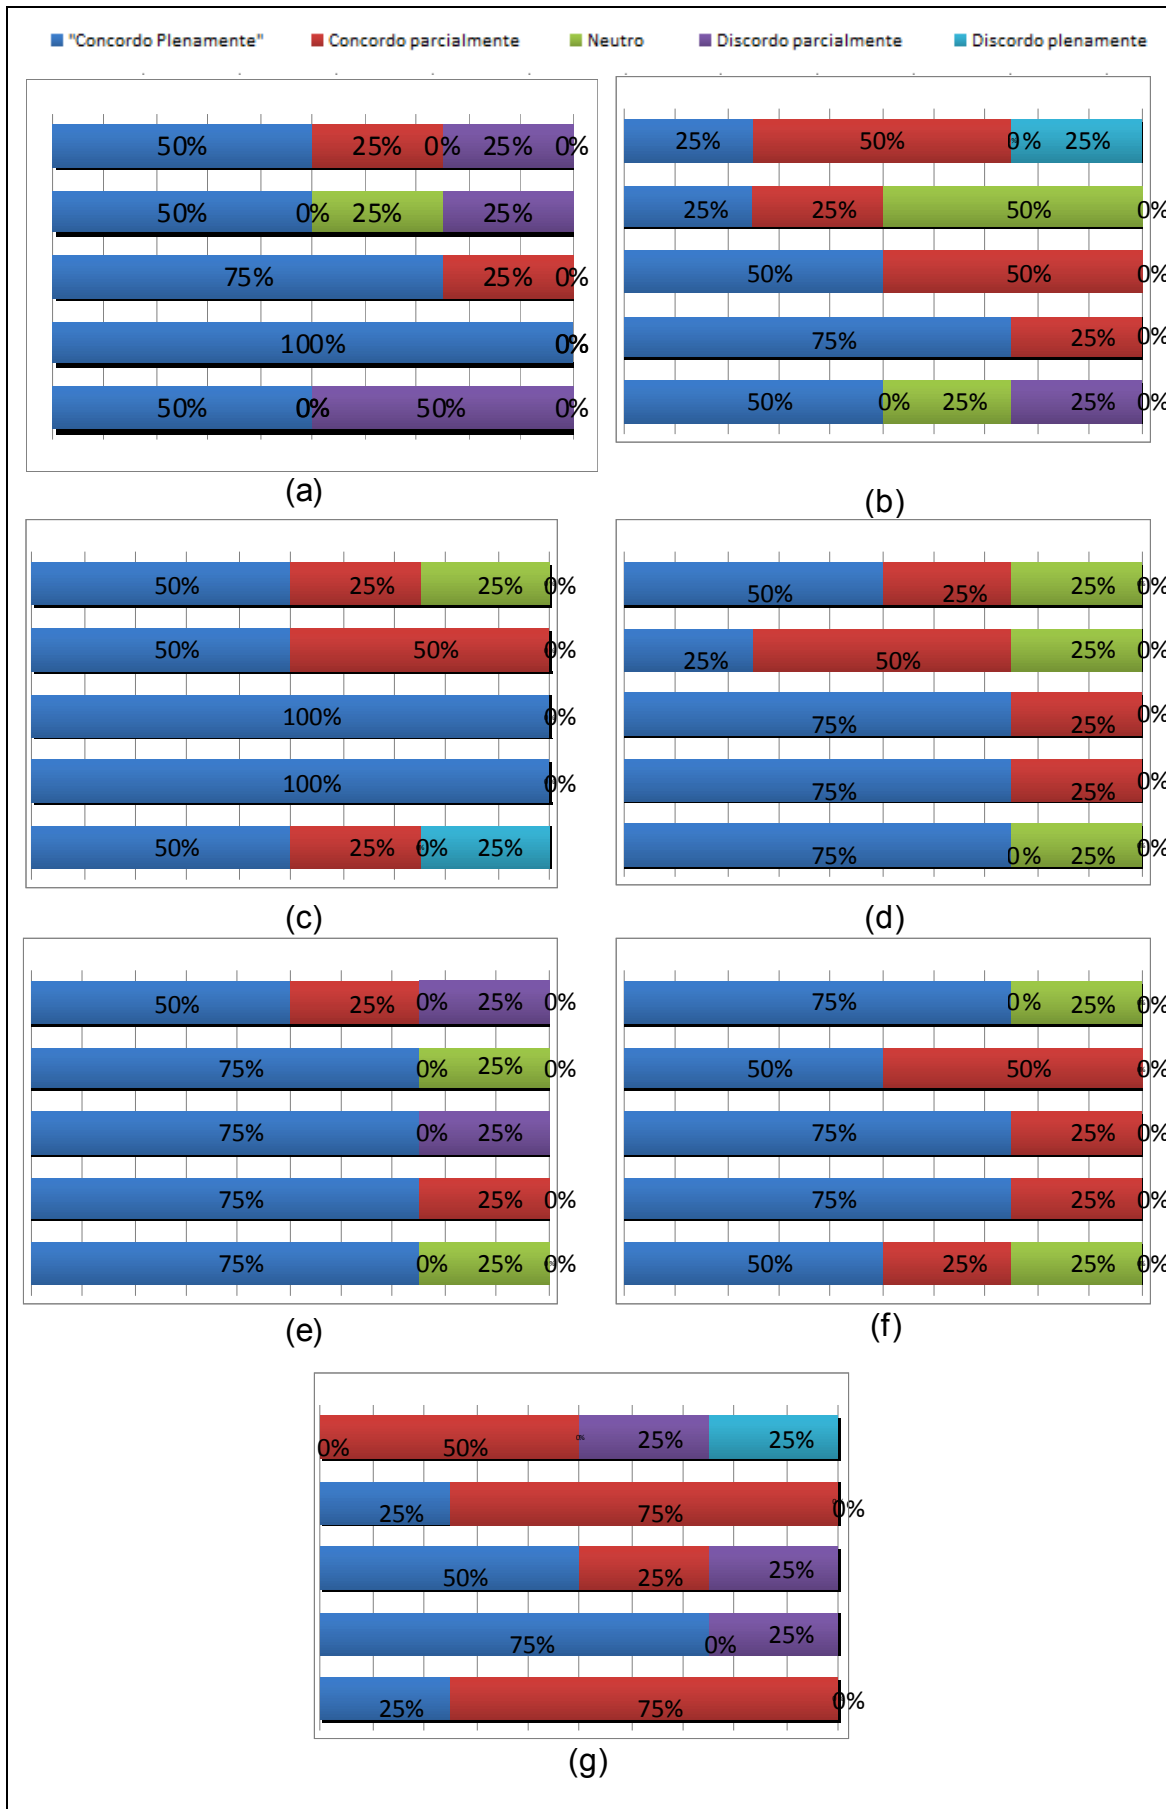 "Concordo Plenamente" Concordo parcialmente Neutro Discordo parcialmente Discordo plenamente
50% 25% 0% 25% 0%
50% 0% 25% 25%
75% 25% 0%
100% 0%
50% 0% 50% 0%
(a)
25% 50% 0% 25%
25% 25% 50% 0%
50% 50% 0%
75% 25% 0%
50% 0% 25% 25% 0%
(b)
50% 25% 25% 0%
50% 50% 0%
100% 0%
100% 0%
50% 25% 0% 25%
(c)
50% 25% 25% 0%
25% 50% 25% 0%
75% 25% 0%
75% 25% 0%
75% 0% 25% 0%
(d)
50% 25% 0% 25% 0%
75% 0% 25% 0%
75% 0% 25%
75% 25% 0%
75% 0% 25% 0%
(e)
75% 0% 25% 0%
50% 50% 0%
75% 25% 0%
75% 25% 0%
50% 25% 25% 0%
(f)
0% 50% 0% 25% 25%
25% 75% 0%
50% 25% 25%
75% 0% 25%
25% 75% 0%
(g)